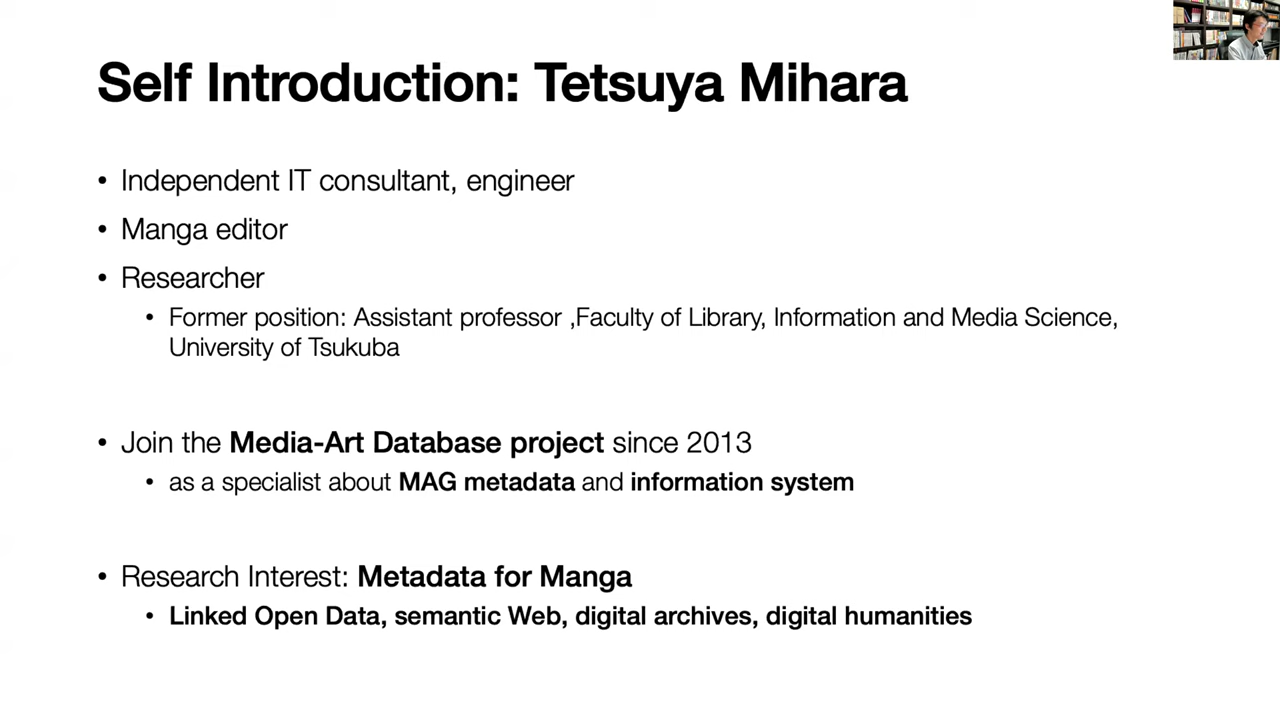 Self Introduction: Tetsuya Mihara
• Independent IT consultant, engineer
• Manga editor
• Researcher
• Former position: Assistant professor ,Faculty of Library, Information and Media Science,
University of Tsukuba
• Join the Media-Art Database project since 2013
• as a specialist about MAG metadata and information system
• Research Interest: Metadata for Manga
• Linked Open Data, semantic Web, digital archives, digital humanities